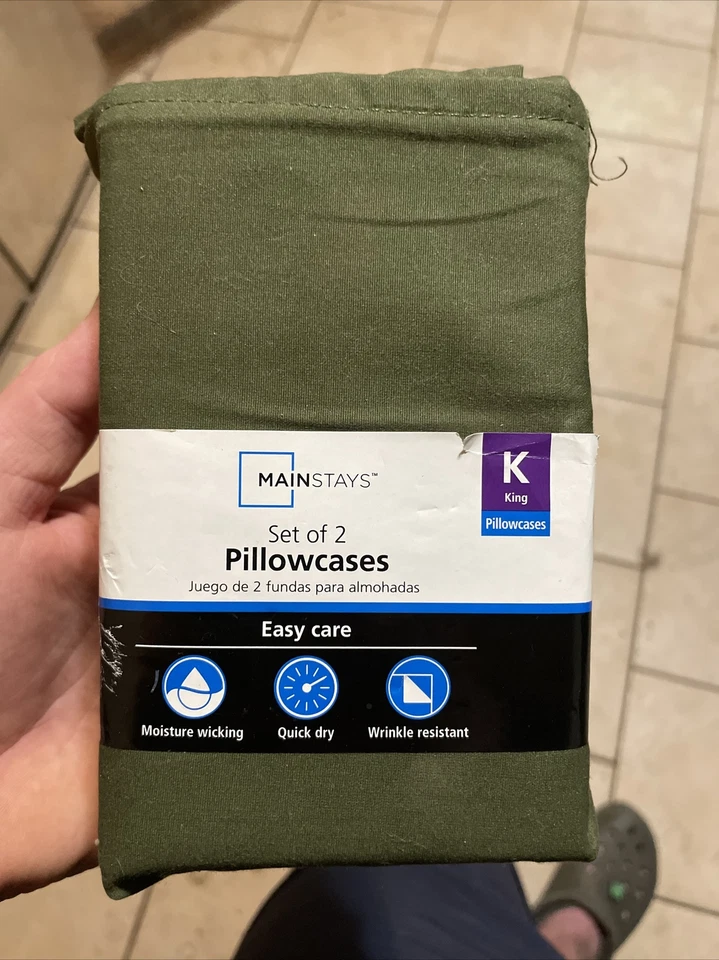 MAINSTAYS™
K
King
Pillowcases
Set of 2
Pillowcases
Juego de 2 fundas para almohadas
Easy care
Moisture wicking
Quick dry
Wrinkle resistant